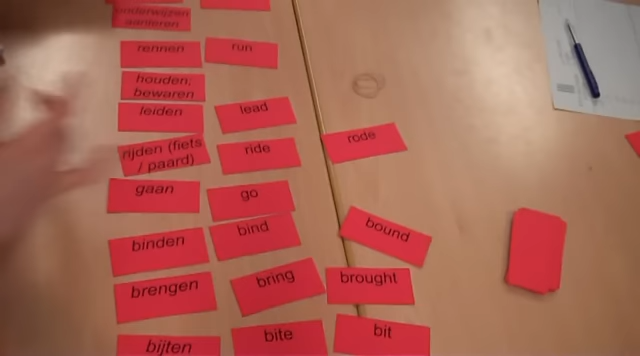 onderwijzen
rennen run
houden,
bewaren
leiden lead
rijden (fiets
/ paard) ride rode
gaan go
binden bind bound
brengen bring brought
bijten bite bit